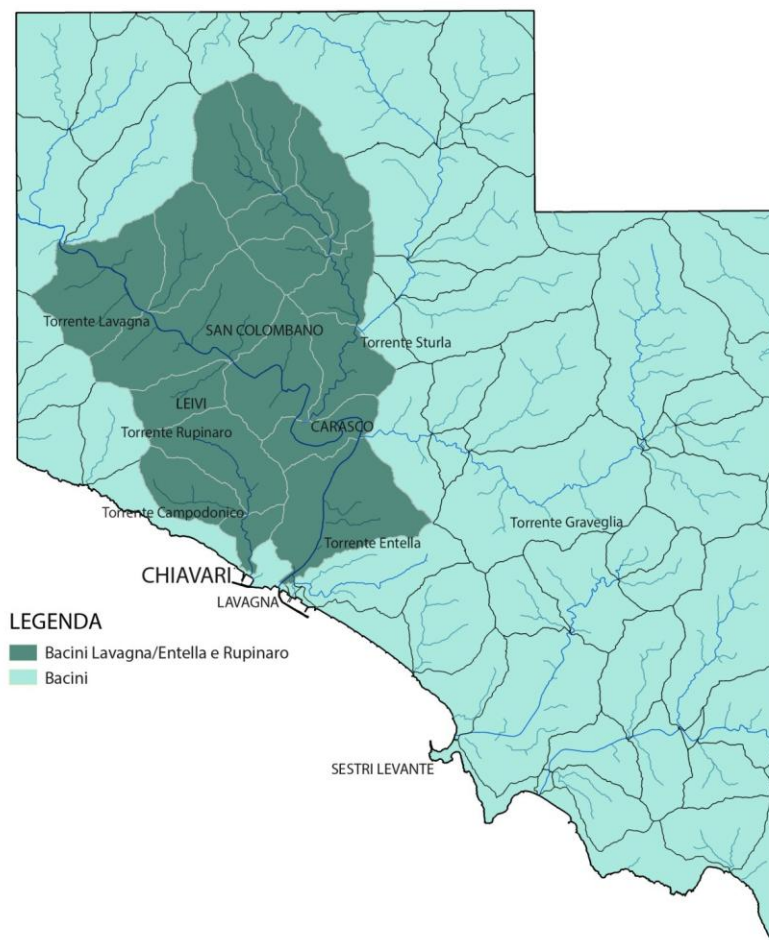 Torrente Lavagna
SAN COLOMBANO
Torrente Sturla
LEIVI
CARASCO
Torrente Rupinaro
Torrente Campodonico
Torrente Graveglia
Torrente Entella
CHIAVARI
LAVAGNA
LEGENDA
Bacini Lavagna/Entella e Rupinaro
Bacini
SESTRI LEVANTE